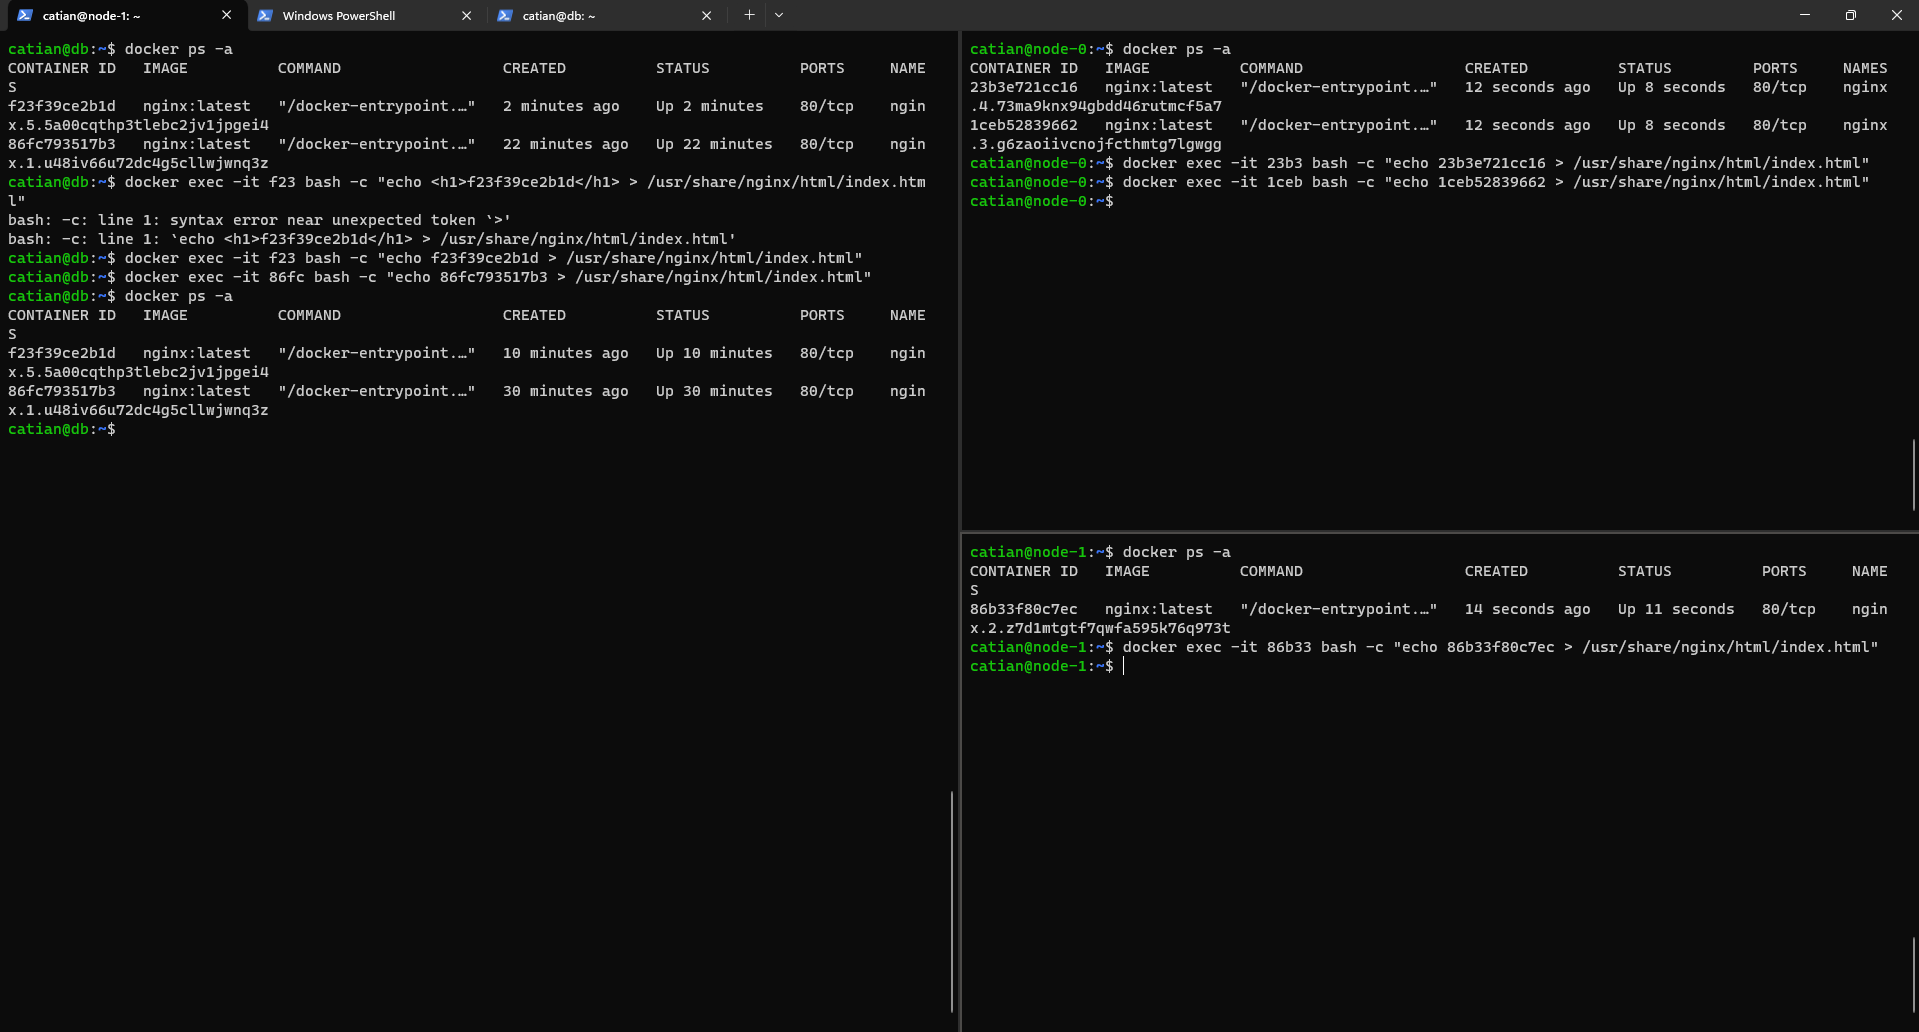 catian@node-1: ~
Windows PowerShell
catian@db: ~
catian@db:~$ docker ps -a
CONTAINER ID   IMAGE          COMMAND                  CREATED          STATUS          PORTS     NAME
S
f23f39ce2b1d   nginx:latest   "/docker-entrypoint.…"   2 minutes ago    Up 2 minutes    80/tcp    ngin
x.5.5a00cqthp3tlebc2jv1jpgei4
86fc793517b3   nginx:latest   "/docker-entrypoint.…"   22 minutes ago   Up 22 minutes   80/tcp    ngin
x.1.u48iv66u72dc4g5cllwjwnq3z
catian@db:~$ docker exec -it f23 bash -c "echo <h1>f23f39ce2b1d</h1> > /usr/share/nginx/html/index.htm
l"
bash: -c: line 1: syntax error near unexpected token `>'
bash: -c: line 1: `echo <h1>f23f39ce2b1d</h1> > /usr/share/nginx/html/index.html'
catian@db:~$ docker exec -it f23 bash -c "echo f23f39ce2b1d > /usr/share/nginx/html/index.html"
catian@db:~$ docker exec -it 86fc bash -c "echo 86fc793517b3 > /usr/share/nginx/html/index.html"
catian@db:~$ docker ps -a
CONTAINER ID   IMAGE          COMMAND                  CREATED          STATUS          PORTS     NAME
S
f23f39ce2b1d   nginx:latest   "/docker-entrypoint.…"   10 minutes ago   Up 10 minutes   80/tcp    ngin
x.5.5a00cqthp3tlebc2jv1jpgei4
86fc793517b3   nginx:latest   "/docker-entrypoint.…"   30 minutes ago   Up 30 minutes   80/tcp    ngin
x.1.u48iv66u72dc4g5cllwjwnq3z
catian@db:~$
catian@node-0:~$ docker ps -a
CONTAINER ID   IMAGE          COMMAND                  CREATED          STATUS         PORTS     NAMES
23b3e721cc16   nginx:latest   "/docker-entrypoint.…"   12 seconds ago   Up 8 seconds   80/tcp    nginx
.4.73ma9knx94gbdd46rutmcf5a7
1ceb52839662   nginx:latest   "/docker-entrypoint.…"   12 seconds ago   Up 8 seconds   80/tcp    nginx
.3.g6zaoiivcnojfcthmtg7lgwgg
catian@node-0:~$ docker exec -it 23b3 bash -c "echo 23b3e721cc16 > /usr/share/nginx/html/index.html"
catian@node-0:~$ docker exec -it 1ceb bash -c "echo 1ceb52839662 > /usr/share/nginx/html/index.html"
catian@node-0:~$
catian@node-1:~$ docker ps -a
CONTAINER ID   IMAGE          COMMAND                  CREATED          STATUS          PORTS     NAME
S
86b33f80c7ec   nginx:latest   "/docker-entrypoint.…"   14 seconds ago   Up 11 seconds   80/tcp    ngin
x.2.z7d1mtgtf7qwfa595k76q973t
catian@node-1:~$ docker exec -it 86b33 bash -c "echo 86b33f80c7ec > /usr/share/nginx/html/index.html"
catian@node-1:~$